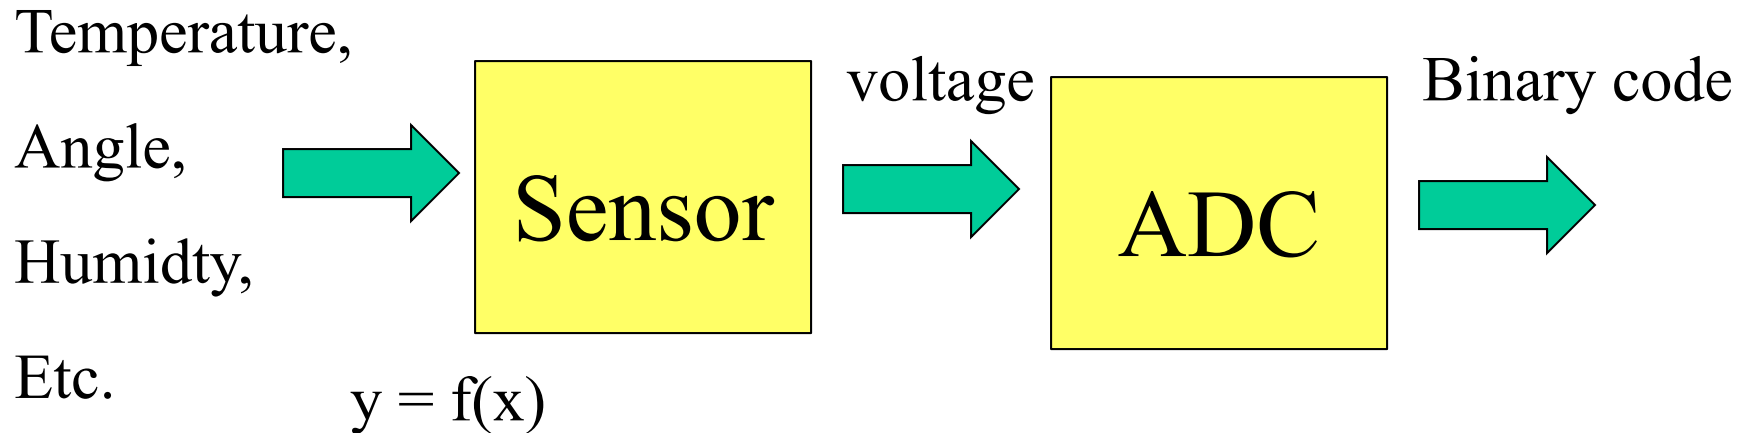 Temperature,
Angle,
Humidty,
Etc.
y = f(x)
Sensor
voltage
ADC
Binary code